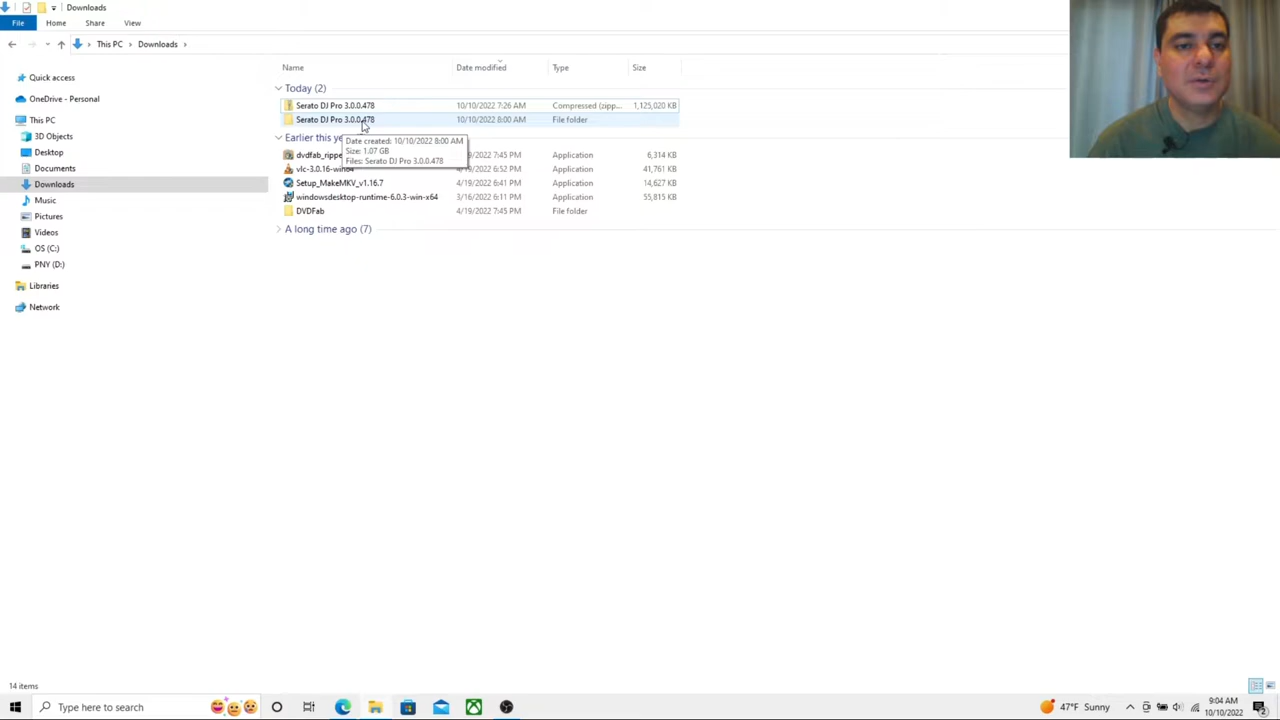 Downloads
File Home Share View
This PC Downloads
Quick access
OneDrive - Personal
This PC
3D Objects
Desktop
Documents
Downloads
Music
Pictures
Videos
OS (C:)
PNY (D:)
Libraries
Network
Name Date modified Type Size
Today (2)
Serato DJ Pro 3.0.0.478 10/10/2022 7:26 AM Compressed (zipp... 1,125,020 KB
Serato DJ Pro 3.0.0.478 10/10/2022 8:00 AM File folder
Earlier this ye
Date created: 10/10/2022 8:00 AM
Size: 1.07 GB
Files: Serato DJ Pro 3.0.0.478
dvdfab_rippe 9/2022 7:45 PM Application 6,314 KB
vlc-3.0.16-win64 9/2022 6:52 PM Application 41,761 KB
Setup_MakeMKV_v1.16.7 4/19/2022 6:41 PM Application 14,627 KB
windowsdesktop-runtime-6.0.3-win-x64 3/16/2022 6:11 PM Application 55,815 KB
DVDFab 4/19/2022 7:45 PM File folder
A long time ago (7)
14 items
Type here to search
47°F Sunny
9:04 AM
10/10/2022
2